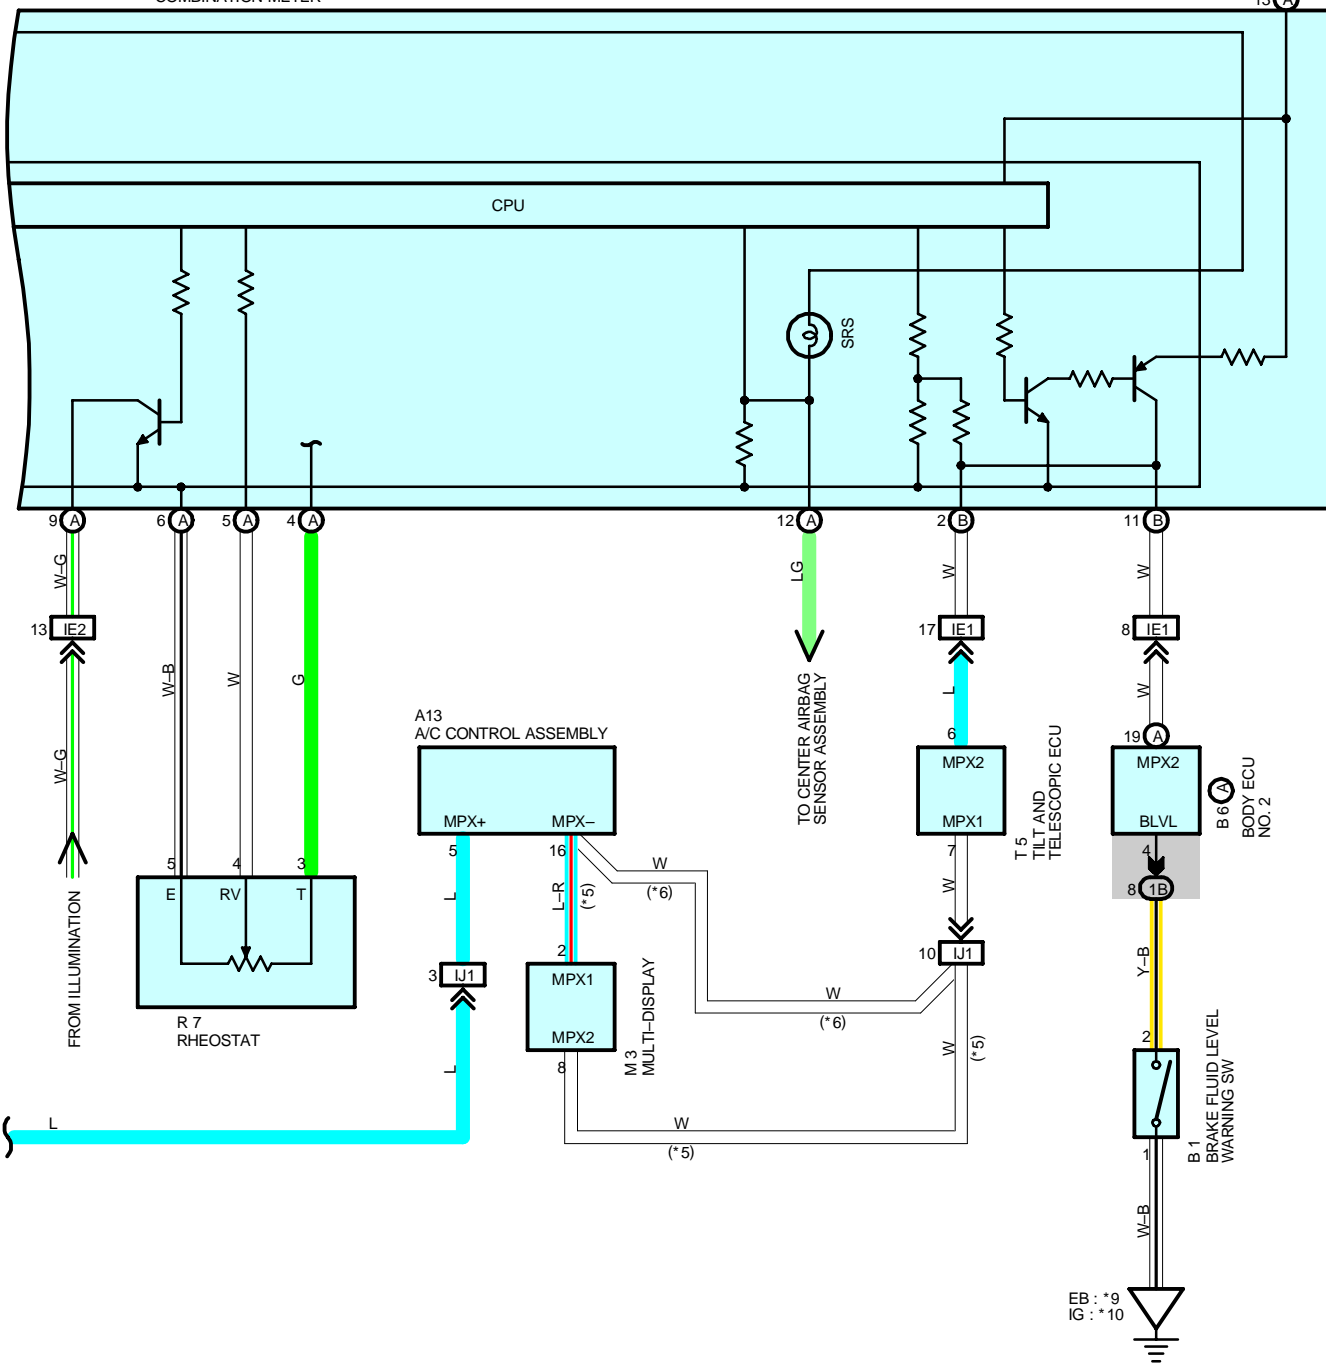 COMBINATION METER
13 A
CPU
SRS
9 A
6 A
5 A
4 A
12 A
2 B
11 B
W–G
LG
W
W
13 IE2
17 IE1
8 IE1
W–B
W
G
L
W
TO CENTER AIRBAG
SENSOR ASSEMBLY
A13
A/C CONTROL ASSEMBLY
6
19 A
W–G
MPX2
MPX2
T 5
TILT AND
TELESCOPIC ECU
B 6 A
BODY ECU
NO. 2
MPX+
MPX–
MPX1
BLVL
5
4
3
5
16
7
4
W
(*6)
E
RV
T
L
L–R
(*5)
W
8 1B
FROM ILLUMINATION
2
10 IJ1
Y–B
3 IJ1
MPX1
W
(*6)
R 7
RHEOSTAT
MPX2
M 3
MULTI–DISPLAY
W
(*5)
2
8
L
L
W
(*5)
B 1
BRAKE FLUID LEVEL
WARNING SW
1
W–B
EB : *9
IG : *10